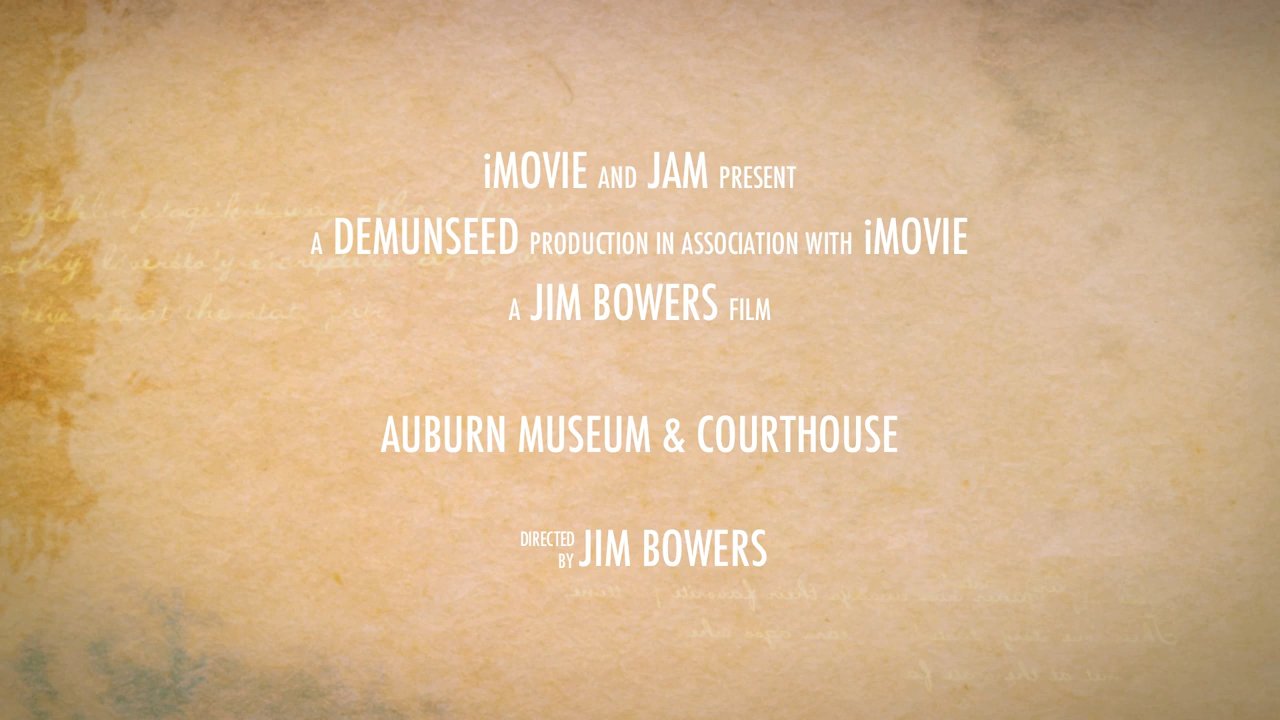 iMOVIE AND JAM PRESENT
A DEMUNSEED PRODUCTION IN ASSOCIATION WITH iMOVIE
A JIM BOWERS FILM
AUBURN MUSEUM & COURTHOUSE
DIRECTED
BY JIM BOWERS